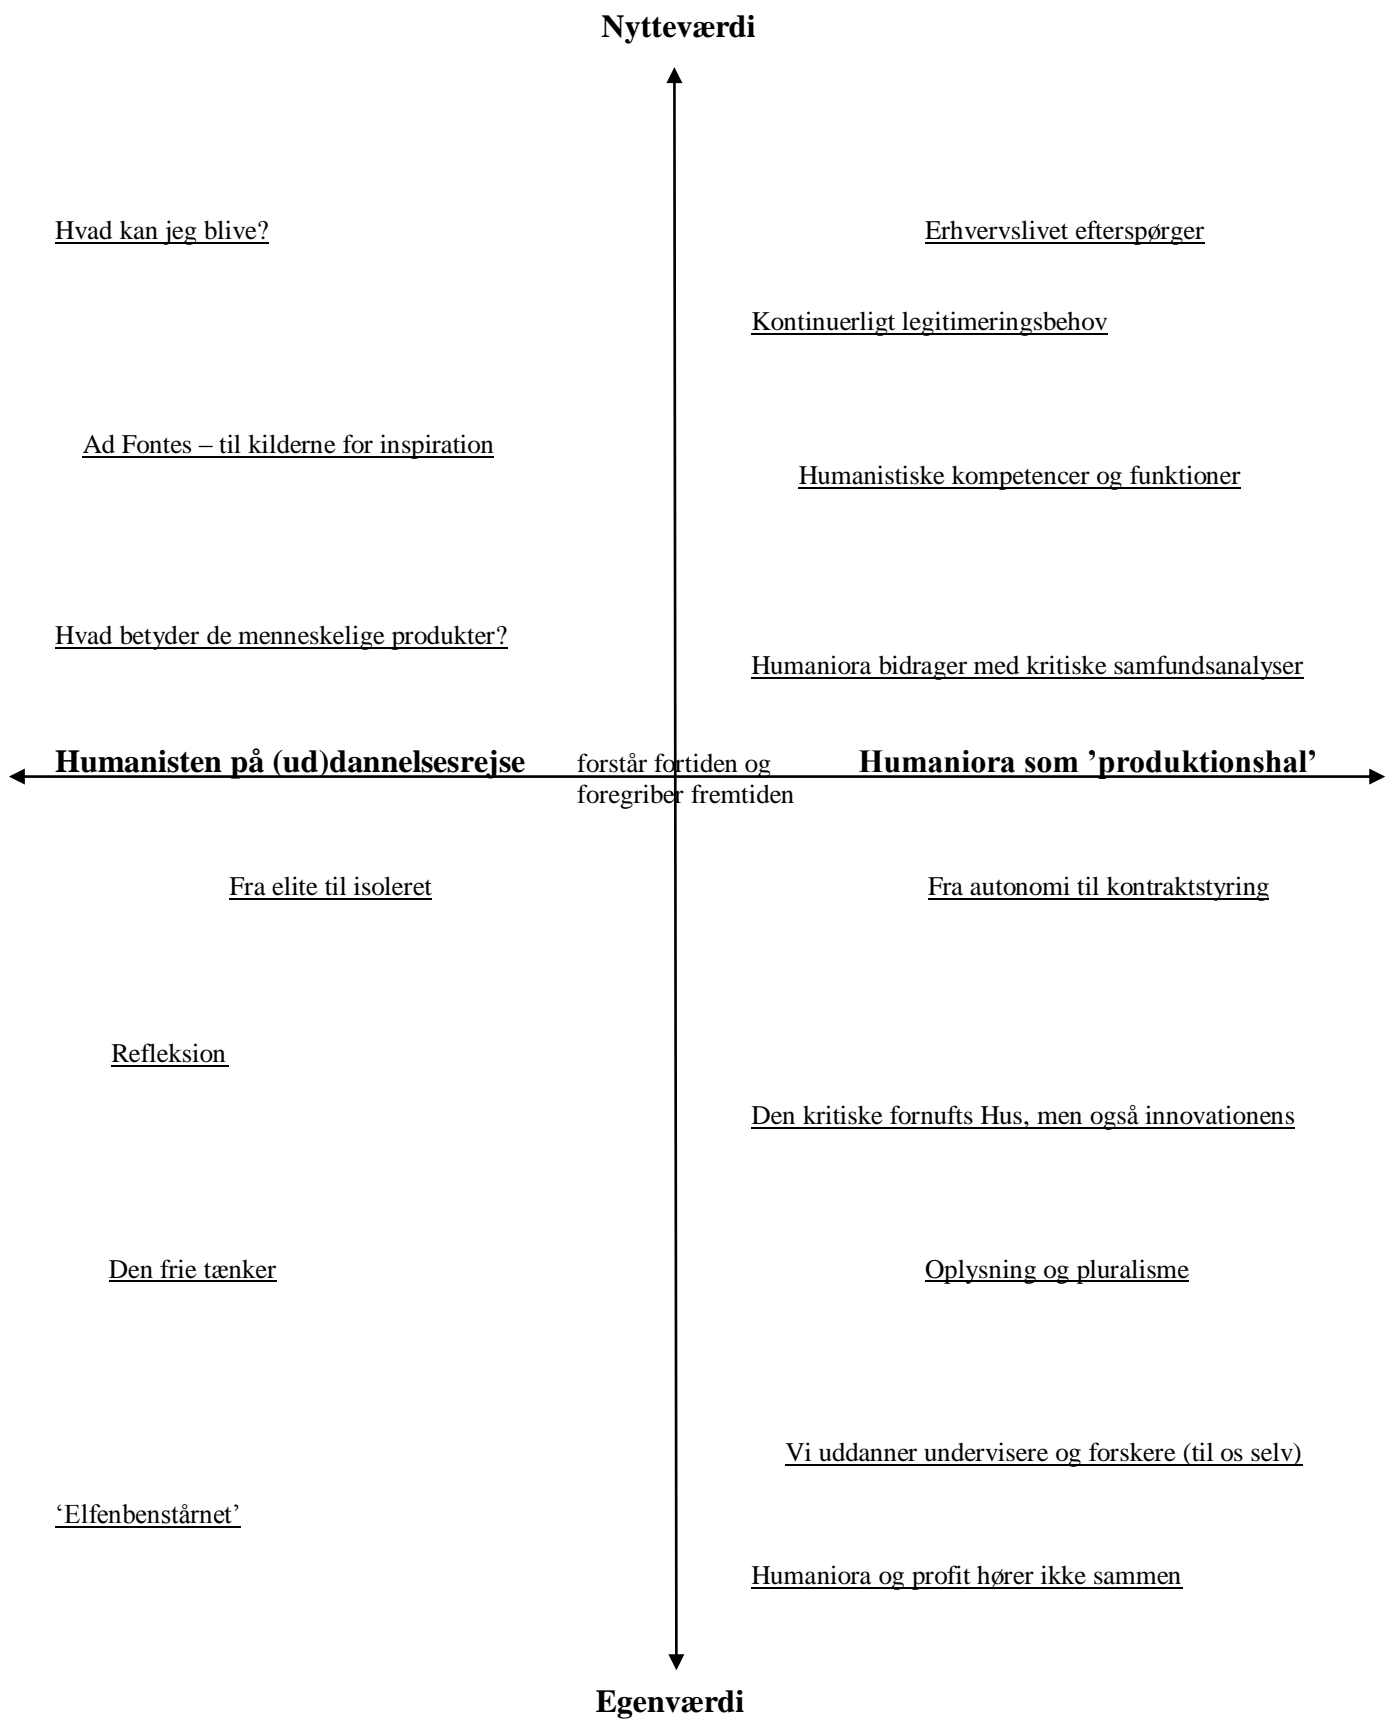 Nytteværdi
Hvad kan jeg blive?
Erhvervslivet efterspørger
Kontinuerligt legitimeringsbehov
Ad Fontes – til kilderne for inspiration
Humanistiske kompetencer og funktioner
Hvad betyder de menneskelige produkter?
Humaniora bidrager med kritiske samfundsanalyser
Humanisten på (ud)dannelsesrejse
forstår fortiden og
foregriber fremtiden
Humaniora som ’produktionshal’
Fra elite til isoleret
Fra autonomi til kontraktstyring
Refleksion
Den kritiske fornufts Hus, men også innovationens
Den frie tænker
Oplysning og pluralisme
Vi uddanner undervisere og forskere (til os selv)
‘Elfenbenstårnet’
Humaniora og profit hører ikke sammen
Egenværdi